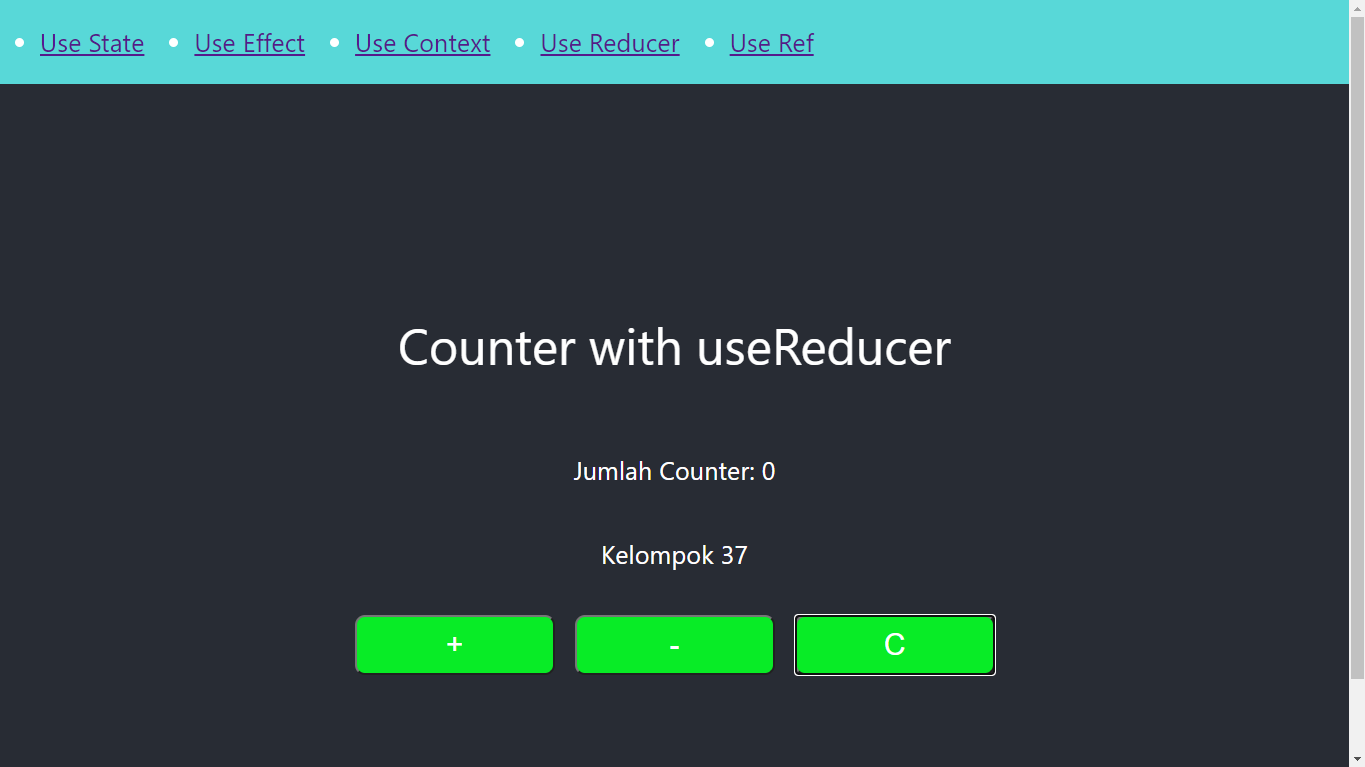 Use State Use Effect Use Context Use Reducer Use Ref
Counter with useReducer
Jumlah Counter: 0
Kelompok 37
+ - C